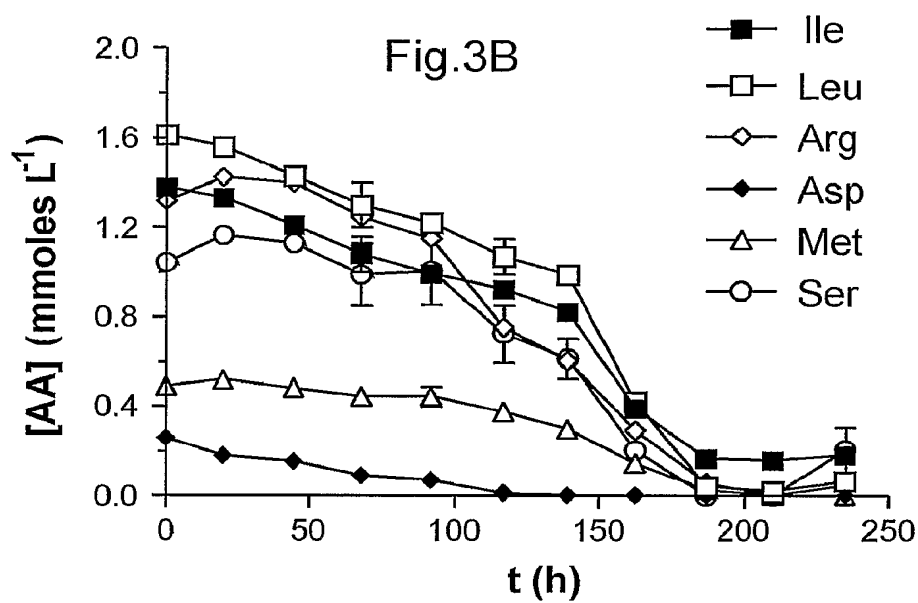 Fig.3B
Ile
Leu
Arg
Asp
Met
Ser
[AA] (mmoles L-1)
2.0
1.6
1.2
0.8
0.4
0.0
0 50 100 150 200 250
t (h)